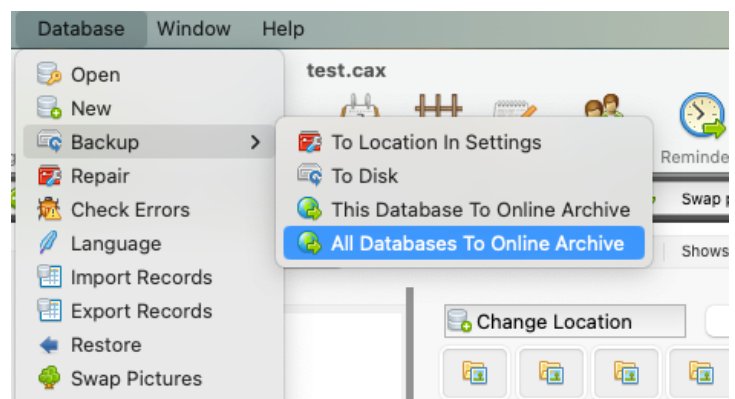 Database Window Help
test.cax
Open
New
Backup
Repair
Check Errors
Language
Import Records
Export Records
Restore
Swap Pictures
To Location In Settings
To Disk
This Database To Online Archive
All Databases To Online Archive
Swap
Shows
Change Location